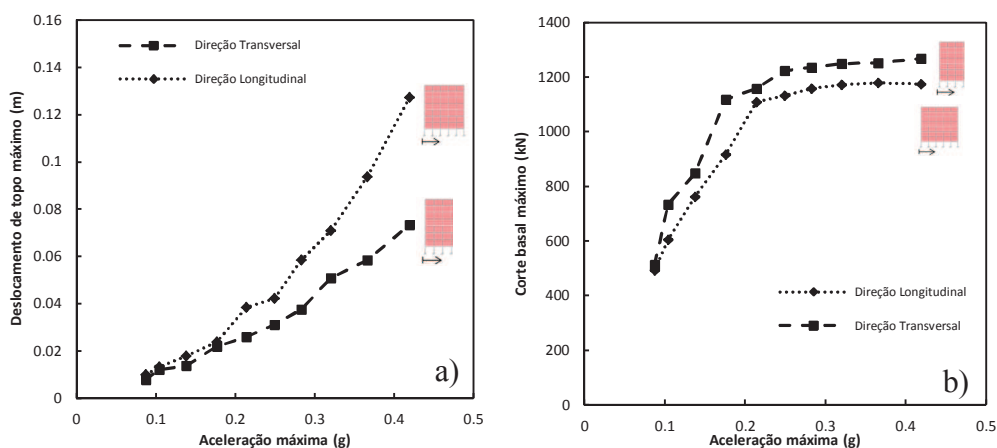 0.16
0.14
0.12
0.1
0.08
0.06
0.04
0.02
0
0
0.1
0.2
0.3
0.4
0.5
Deslocamento de topo máximo (m)
Aceleração máxima (g)
Direção Transversal
Direção Longitudinal
a)
1400
1200
1000
800
600
400
200
0
0
0.1
0.2
0.3
0.4
0.5
Corte basal máximo (kN)
Aceleração máxima (g)
Direção Longitudinal
Direção Transversal
b)